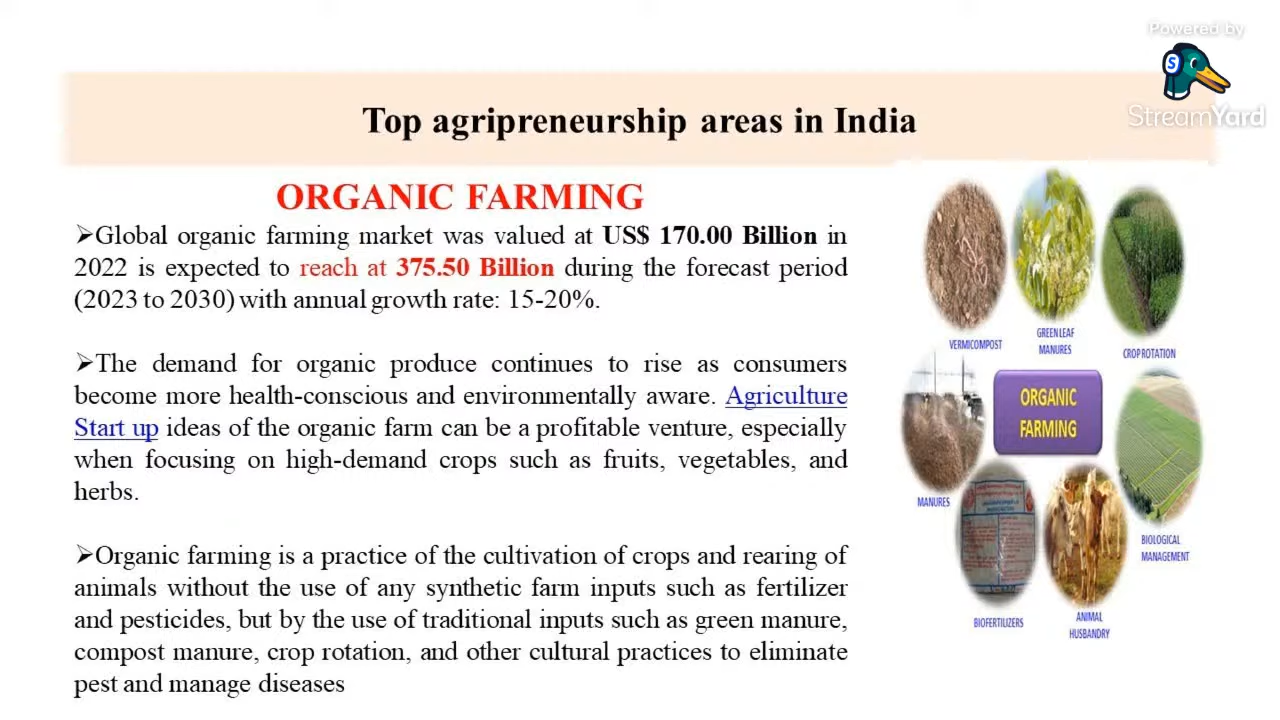 Powered by
StreamYard
Top agripreneurship areas in India
ORGANIC FARMING
➢Global organic farming market was valued at US$ 170.00 Billion in
2022 is expected to reach at 375.50 Billion during the forecast period
(2023 to 2030) with annual growth rate: 15-20%.
➢The demand for organic produce continues to rise as consumers
become more health-conscious and environmentally aware. Agriculture
Start up ideas of the organic farm can be a profitable venture, especially
when focusing on high-demand crops such as fruits, vegetables, and
herbs.
➢Organic farming is a practice of the cultivation of crops and rearing of
animals without the use of any synthetic farm inputs such as fertilizer
and pesticides, but by the use of traditional inputs such as green manure,
compost manure, crop rotation, and other cultural practices to eliminate
pest and manage diseases
VERMICOMPOST
GREEN LEAF
MANURES
CROP ROTATION
ORGANIC
FARMING
MANURES
BIOLOGICAL
MANAGEMENT
BIOFERTILIZERS
ANIMAL
HUSBANDRY